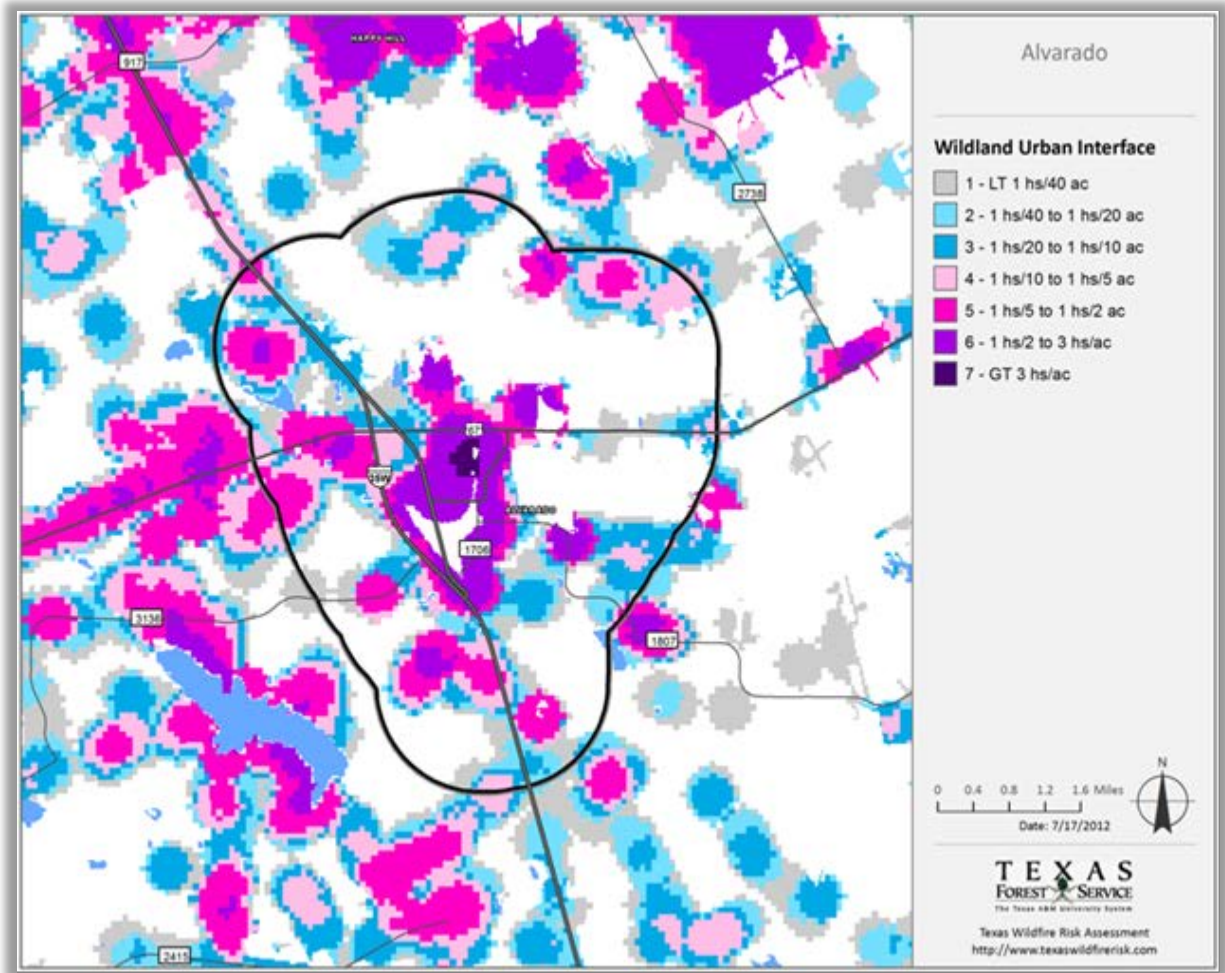 Alvarado
Wildland Urban Interface
1 - LT 1 hs/40 ac
2 - 1 hs/40 to 1 hs/20 ac
3 - 1 hs/20 to 1 hs/10 ac
4 - 1 hs/10 to 1 hs/5 ac
5 - 1 hs/5 to 1 hs/2 ac
6 - 1 hs/2 to 3 hs/ac
7 - GT 3 hs/ac
HAPPY HILL
917
2738
67
35W
ALVARADO
1706
3136
1807
2415
N
0 0.4 0.8 1.2 1.6 Miles
Date: 7/17/2012
TEXAS
FOREST SERVICE
The Texas A&M University System
Texas Wildfire Risk Assessment
http://www.texaswildfirerisk.com